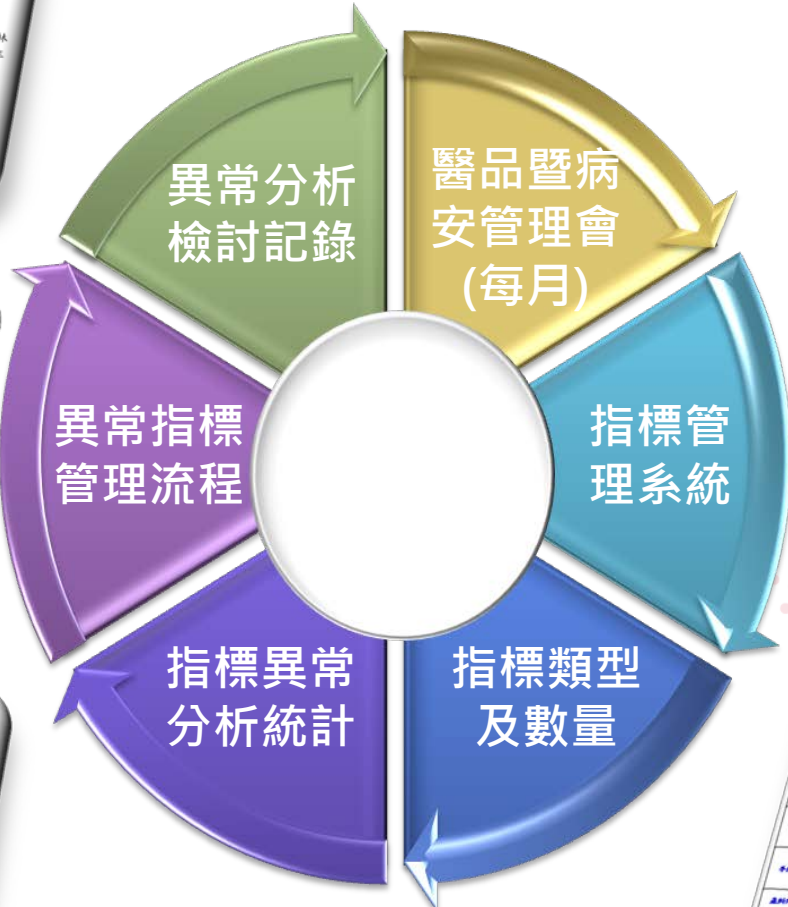 醫品暨病
安管理會
(每月)
指標管
理系統
指標類型
及數量
指標異常
分析統計
異常指標
管理流程
異常分析
檢討記錄